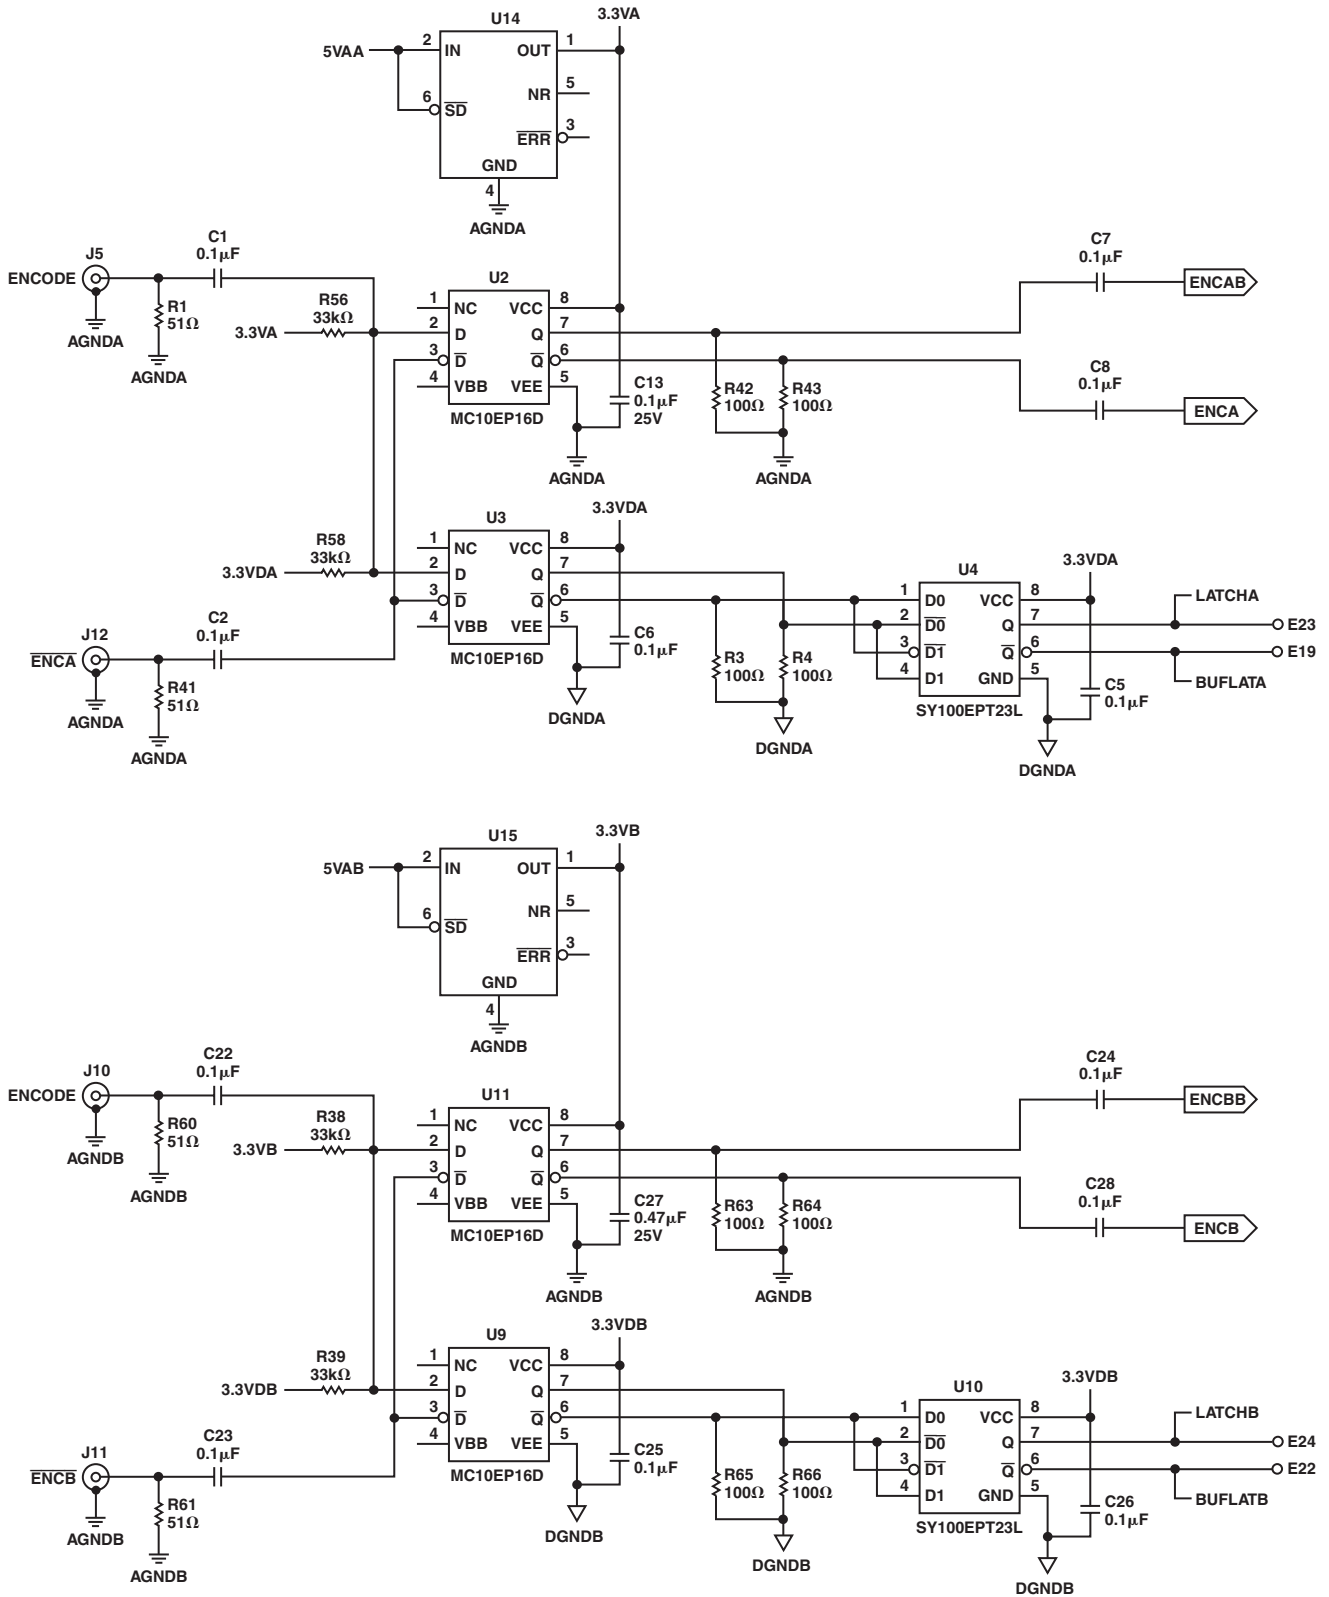 U14
3.3VA
5VAA
2 IN OUT 1
NR 5
6 SD
ERR 3
GND
4
AGNDA
J5
ENCODE
AGNDA
C1
0.1μF
R1
51Ω
AGNDA
R56
33kΩ
3.3VA
U2
1 NC VCC 8
2 D Q 7
3 D Q 6
4 VBB VEE 5
MC10EP16D
C13
0.1μF
25V
AGNDA
R42
100Ω
R43
100Ω
AGNDA
C7
0.1μF
ENCAB
C8
0.1μF
ENCA
R58
33kΩ
3.3VDA
J12
ENCA
AGNDA
C2
0.1μF
R41
51Ω
AGNDA
U3
3.3VDA
1 NC VCC 8
2 D Q 7
3 D Q 6
4 VBB VEE 5
MC10EP16D
C6
0.1μF
DGNDA
R3
100Ω
R4
100Ω
DGNDA
U4
3.3VDA
1 D0 VCC 8
2 D0 Q 7
3 D1 Q 6
4 D1 GND 5
SY100EPT23L
C5
0.1μF
DGNDA
LATCHA
E23
E19
BUFLATA
U15
3.3VB
5VAB
2 IN OUT 1
NR 5
6 SD
ERR 3
GND
4
AGNDB
J10
ENCODE
AGNDB
C22
0.1μF
R60
51Ω
AGNDB
R38
33kΩ
3.3VB
U11
1 NC VCC 8
2 D Q 7
3 D Q 6
4 VBB VEE 5
MC10EP16D
C27
0.47μF
25V
AGNDB
R63
100Ω
R64
100Ω
AGNDB
C24
0.1μF
ENCBB
C28
0.1μF
ENCB
R39
33kΩ
3.3VDB
J11
ENCB
AGNDB
C23
0.1μF
R61
51Ω
AGNDB
U9
3.3VDB
1 NC VCC 8
2 D Q 7
3 D Q 6
4 VBB VEE 5
MC10EP16D
C25
0.1μF
DGNDB
R65
100Ω
R66
100Ω
DGNDB
U10
3.3VDB
1 D0 VCC 8
2 D0 Q 7
3 D1 Q 6
4 D1 GND 5
SY100EPT23L
C26
0.1μF
DGNDB
LATCHB
E24
E22
BUFLATB